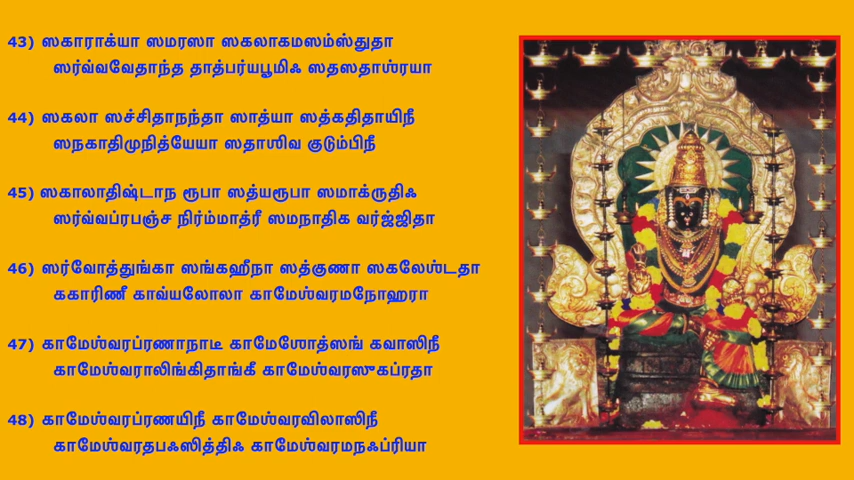 43) ஸகாராக்யா ஸமரஸா ஸகலாகமஸம்ஸ்துதா
ஸர்வ்வவேதாந்த தாத்பர்யபூமிஃ ஸதஸதாஶ்ரயா
44) ஸகலா ஸச்சிதாநந்தா ஸாத்யா ஸத்கதிதாயிநீ
ஸநகாதிமுநித்யேயா ஸதாஶிவ குடும்பிநீ
45) ஸகாலாதிஷ்டாந ரூபா ஸத்யரூபா ஸமாக்ருதிஃ
ஸர்வ்வப்ரபஞ்ச நிர்ம்மாத்ரீ ஸமநாதிக வர்ஜ்ஜிதா
46) ஸர்வோத்துங்கா ஸங்கஹீநா ஸத்குணா ஸகலேஶ்டதா
ககாரிணீ காவ்யலோலா காமேஶ்வரமநோஹரா
47) காமேஶ்வரப்ரணாநாடீ காமேஶோத்ஸங் கவாஸிநீ
காமேஶ்வராலிங்கிதாங்கீ காமேஶ்வரஸுகப்ரதா
48) காமேஶ்வரப்ரணயிநீ காமேஶ்வரவிலாஸிநீ
காமேஶ்வரதபஃஸித்திஃ காமேஶ்வரமநஃப்ரியா